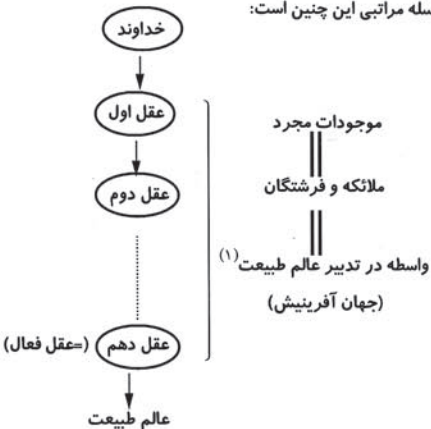 سله مراتبی این چنین است:
خداوند
عقل اول
موجودات مجرد
ملائکه و فرشتگان
عقل دوم
واسطه در تدبیر عالم طبیعت (۱)
(جهان آفرینیش)
عقل دهم (=عقل فعال)
عالم طبیعت